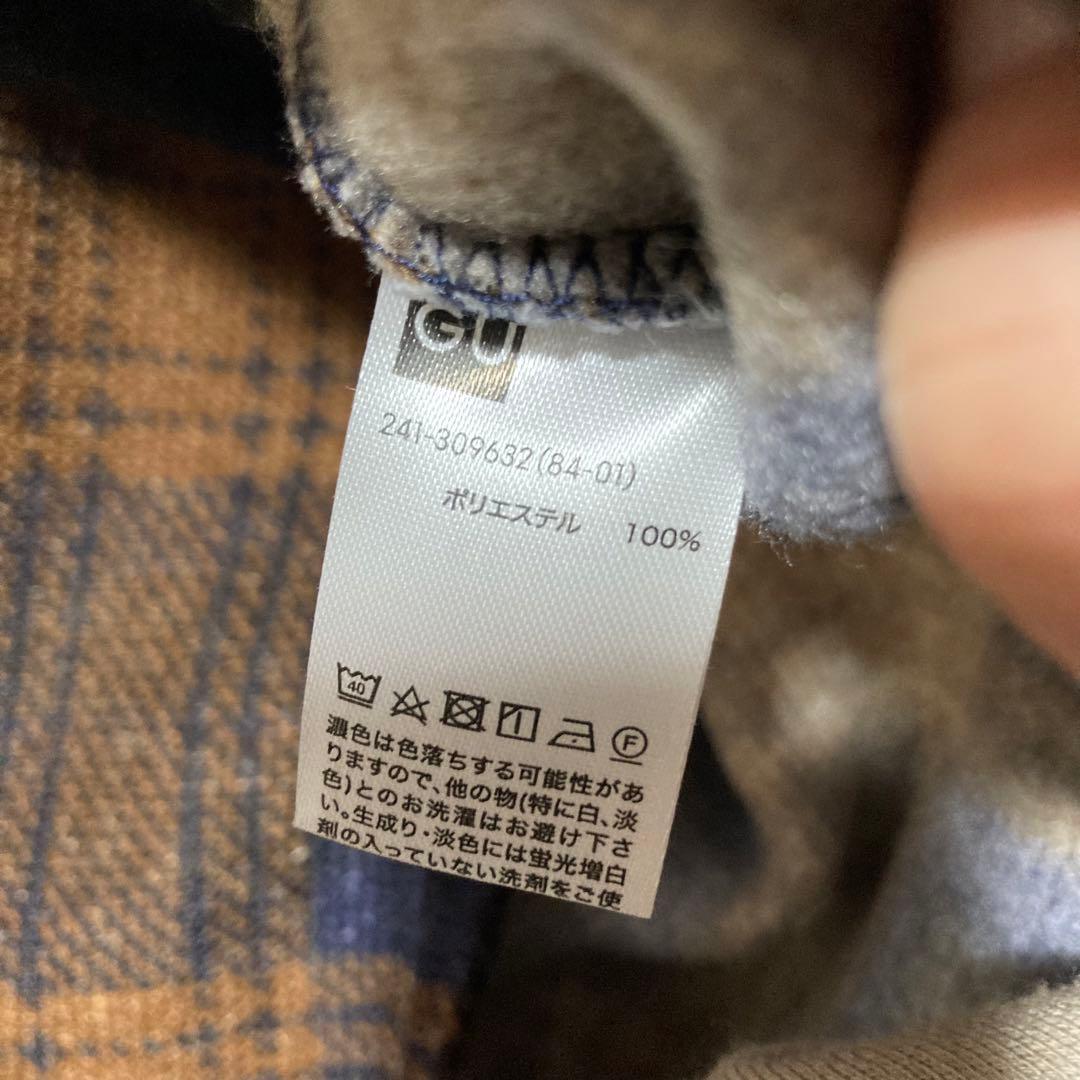 GU
241-309632(84-01)
ポリエステル 100%
40
F
濃色は色落ちする可能性があ
りますので、他の物(特に白、淡
色)とのお洗濯はお避け下さ
い。生成り・淡色には蛍光増白
剤の入っていない洗剤をご使